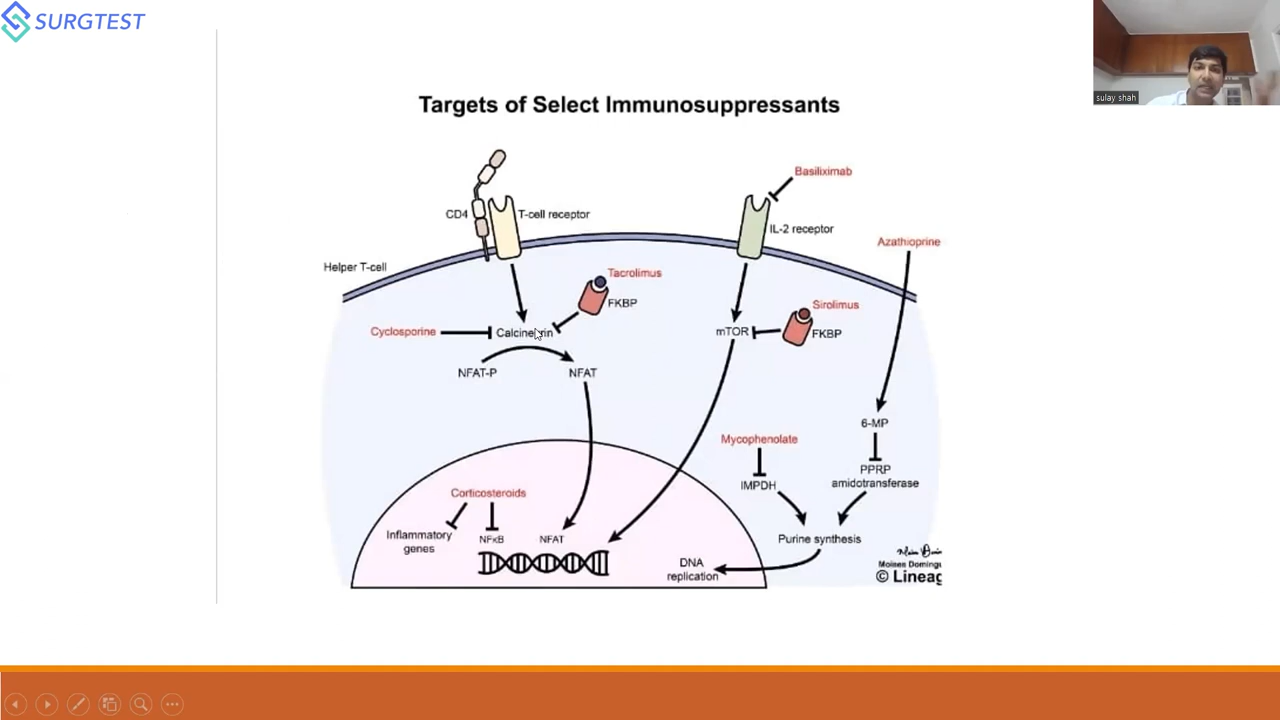 SURGTEST
sulay shah
Targets of Select Immunosuppressants
Basiliximab
CD4
T-cell receptor
IL-2 receptor
Azathioprine
Helper T-cell
Tacrolimus
FKBP
Sirolimus
FKBP
Cyclosporine
mTOR
NFAT-P
NFAT
6-MP
Mycophenolate
PPRP
amidotransferase
IMPDH
Corticosteroids
Inflammatory
genes
NFκB
NFAT
Purine synthesis
DNA
replication
Moises
© Lineag